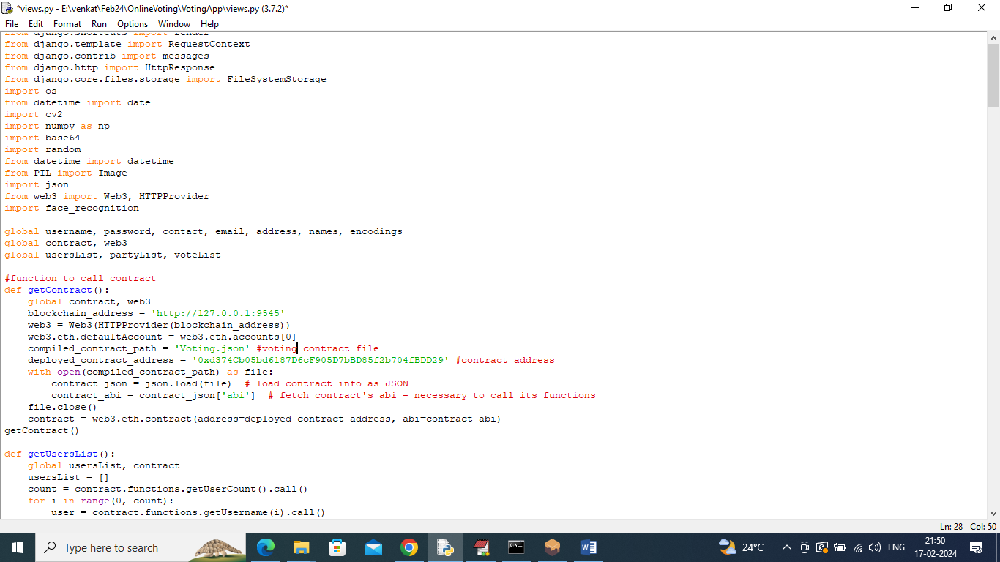 *views.py - E:\venkat\Feb24\OnlineVoting\VotingApp\views.py (3.7.2)*
File Edit Format Run Options Window Help
from django.shortcuts import render
from django.template import RequestContext
from django.contrib import messages
from django.http import HttpResponse
from django.core.files.storage import FileSystemStorage
import os
from datetime import date
import cv2
import numpy as np
import base64
import random
from datetime import datetime
from PIL import Image
import json
from web3 import Web3, HTTPProvider
import face_recognition
global username, password, contact, email, address, names, encodings
global contract, web3
global usersList, partyList, voteList
#function to call contract
def getContract():
    global contract, web3
    blockchain_address = 'http://127.0.0.1:9545'
    web3 = Web3(HTTPProvider(blockchain_address))
    web3.eth.defaultAccount = web3.eth.accounts[0]
    compiled_contract_path = 'Voting.json' #voting contract file
    deployed_contract_address = '0xd374Cb05bd6187D6cF905D7bBD85f2b704fBDD29' #contract address
    with open(compiled_contract_path) as file:
        contract_json = json.load(file)  # load contract info as JSON
        contract_abi = contract_json['abi']  # fetch contract's abi - necessary to call its functions
    file.close()
    contract = web3.eth.contract(address=deployed_contract_address, abi=contract_abi)
getContract()
def getUsersList():
    global usersList, contract
    usersList = []
    count = contract.functions.getUserCount().call()
    for i in range(0, count):
        user = contract.functions.getUsername(i).call()
Ln: 28 Col: 50
Type here to search
24°C
ENG
21:50
17-02-2024